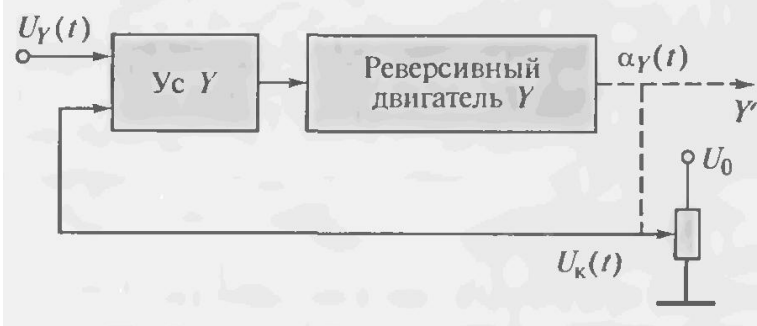 U_Y(t)
Ус Y
Реверсивный
двигатель Y
α_Y(t)
Y'
U_0
U_к(t)